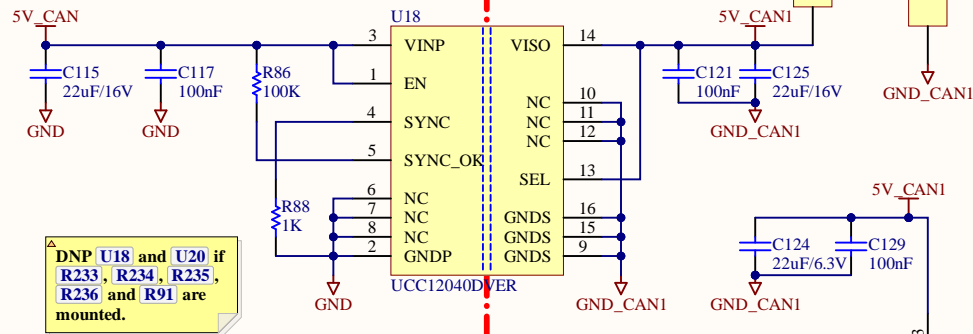 5V_CAN
C115
22uF/16V
GND
C117
100nF
GND
R86
100K
R88
1K
U18
3 VINP
1 EN
4 SYNC
5 SYNC_OK
6 NC
7 NC
8 NC
2 GNDP
VISO 14
NC 10
NC 11
NC 12
SEL 13
GNDS 16
GNDS 15
GNDS 9
UCC12040DVER
GND
GND_CAN1
5V_CAN1
C121
100nF
C125
22uF/16V
GND_CAN1
GND_CAN1
5V_CAN1
C124
22uF/6.3V
C129
100nF
GND_CAN1
DNP U18 and U20 if
R233, R234, R235,
R236 and R91 are
mounted.